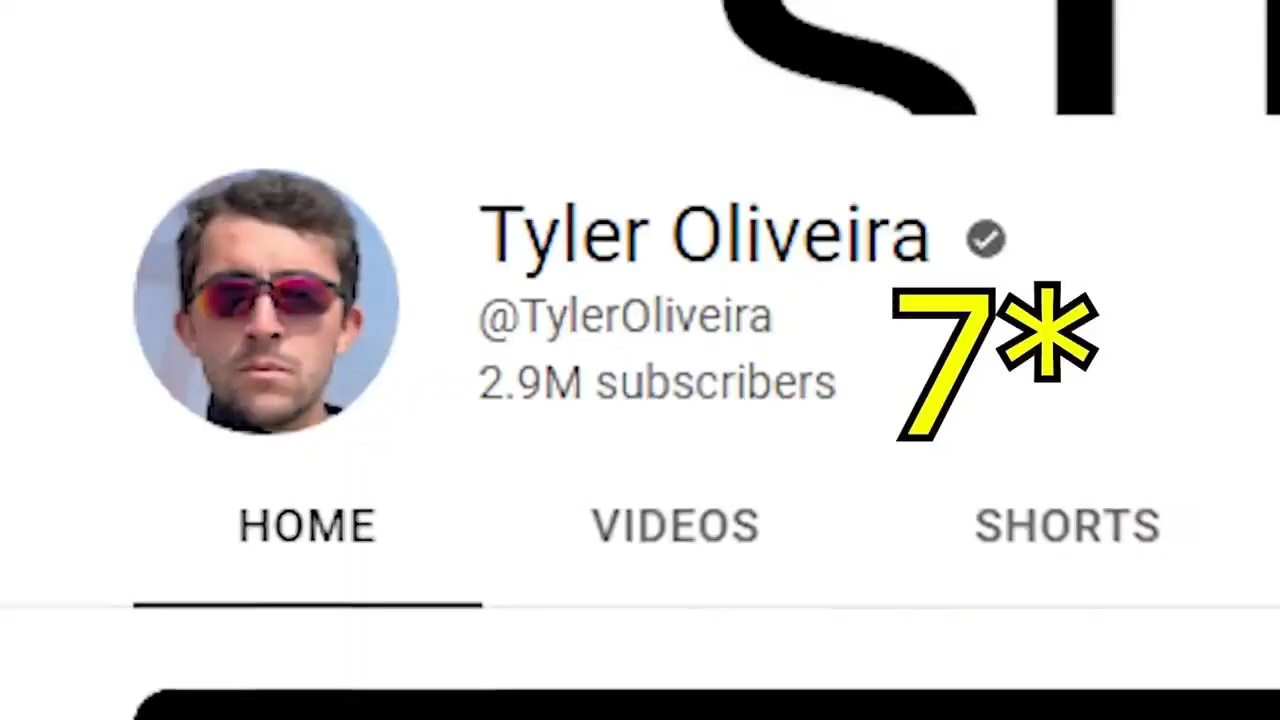 Tyler Oliveira
@TylerOliveira
2.9M subscribers
7*
HOME VIDEOS SHORTS